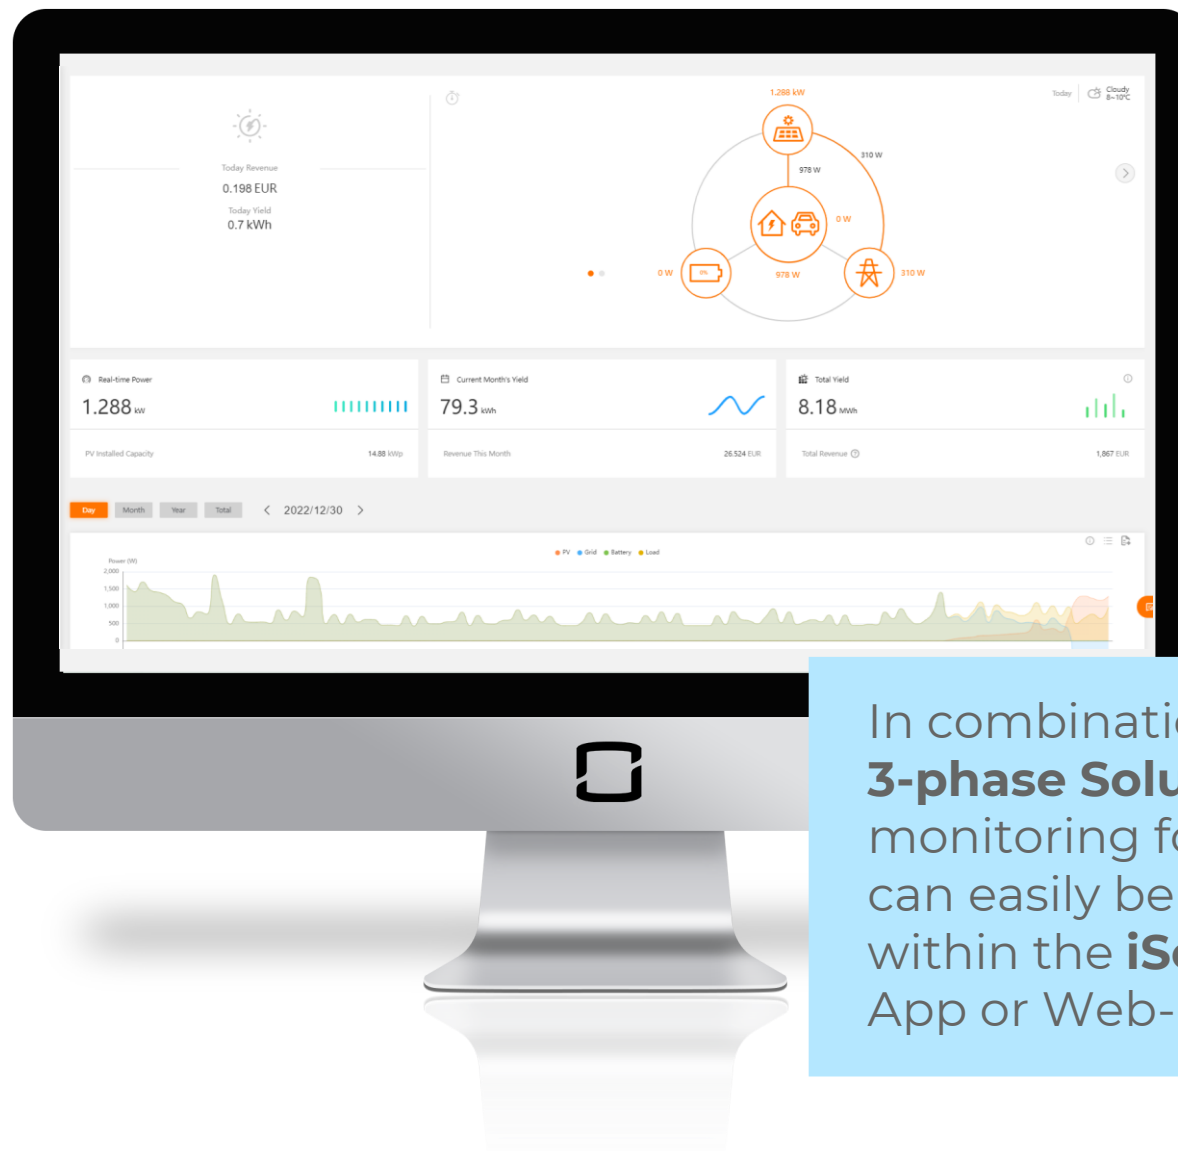 1.288 kW
Today
Cloudy
8~10℃
310 W
978 W
Today Revenue
0.198 EUR
Today Yield
0.7 kWh
0 W
0 W
0%
978 W
310 W
Real-time Power
1.288 kW
Current Month's Yield
79.3 kWh
Total Yield
8.18 MWh
PV Installed Capacity
14.88 kWp
Revenue This Month
26.524 EUR
Total Revenue
1,867 EUR
Day
Month
Year
Total
2022/12/30
PV
Grid
Battery
Load
Power (W)
2,000
1,500
1,000
500
0
In combinati
3-phase Solu
monitoring fo
can easily be
within the iSo
App or Web-